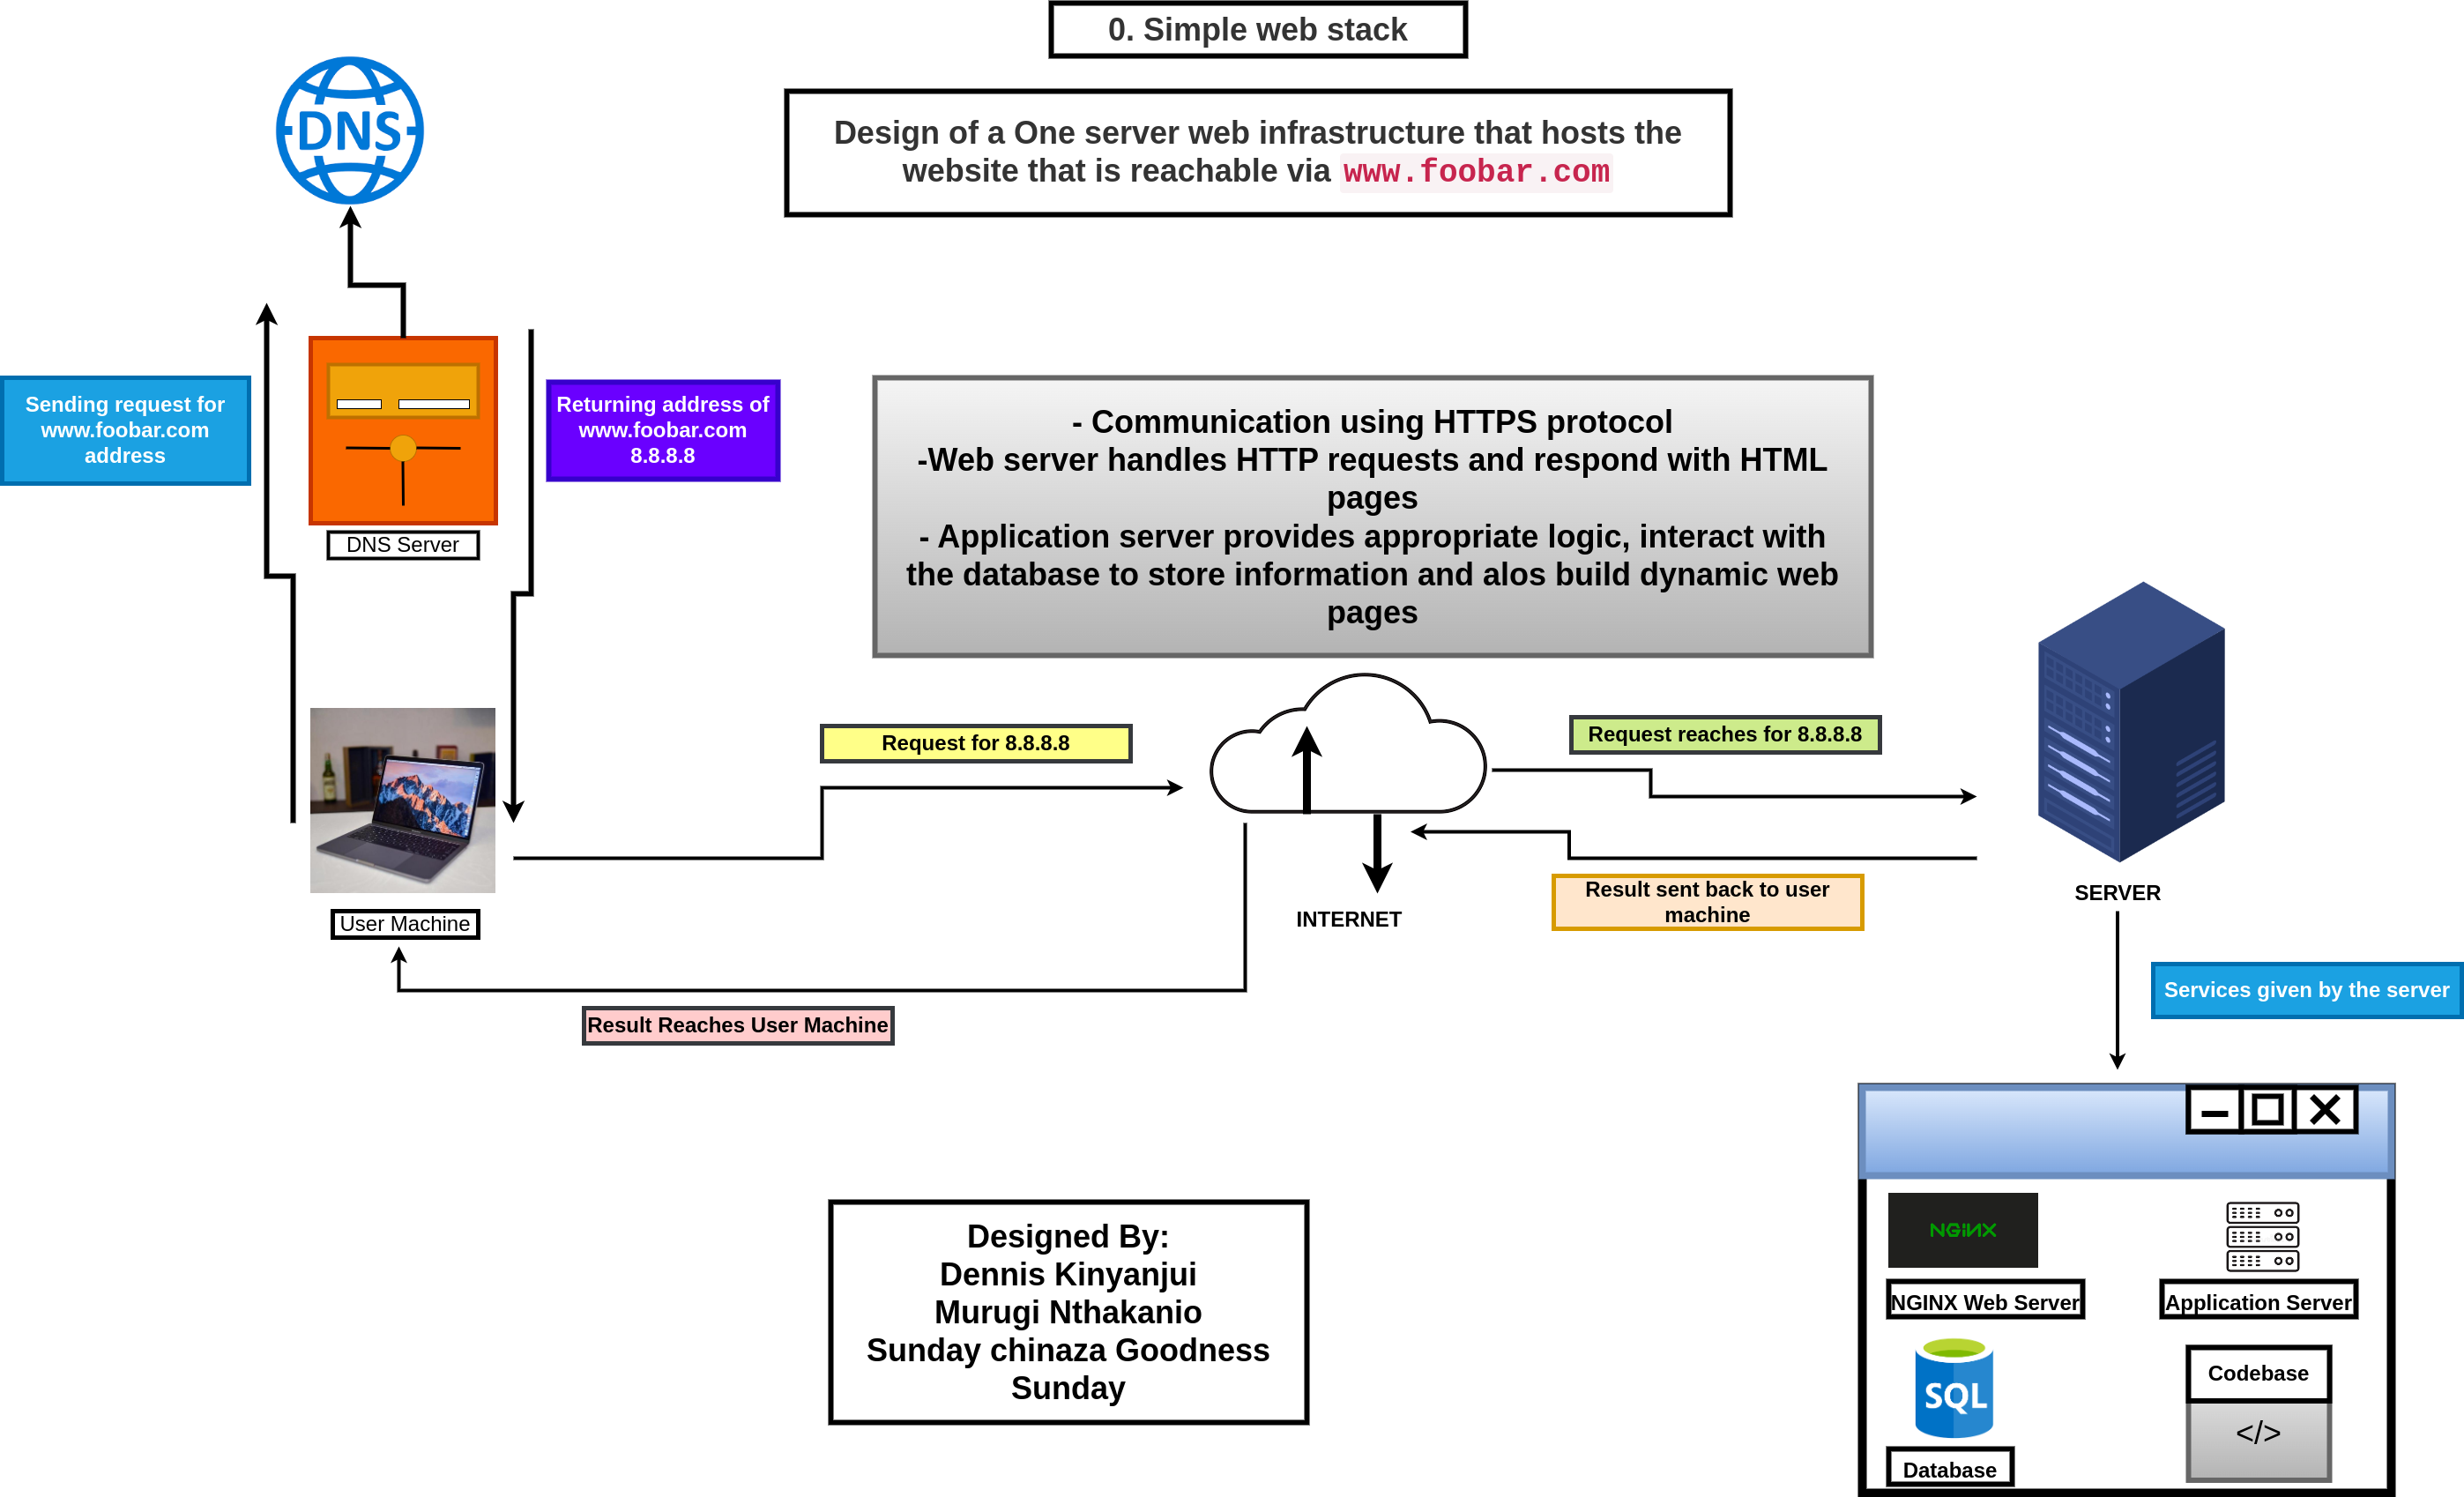 0. Simple web stack
DNS
Design of a One server web infrastructure that hosts the
website that is reachable via www.foobar.com
Sending request for
www.foobar.com
address
Returning address of
www.foobar.com
8.8.8.8
DNS Server
- Communication using HTTPS protocol
-Web server handles HTTP requests and respond with HTML
pages
- Application server provides appropriate logic, interact with
the database to store information and alos build dynamic web
pages
Request for 8.8.8.8
Request reaches for 8.8.8.8
Result sent back to user
machine
INTERNET
SERVER
User Machine
Services given by the server
Result Reaches User Machine
Designed By:
Dennis Kinyanjui
Murugi Nthakanio
Sunday chinaza Goodness
Sunday
NGINX
NGINX Web Server
Application Server
SQL
Database
Codebase
</>